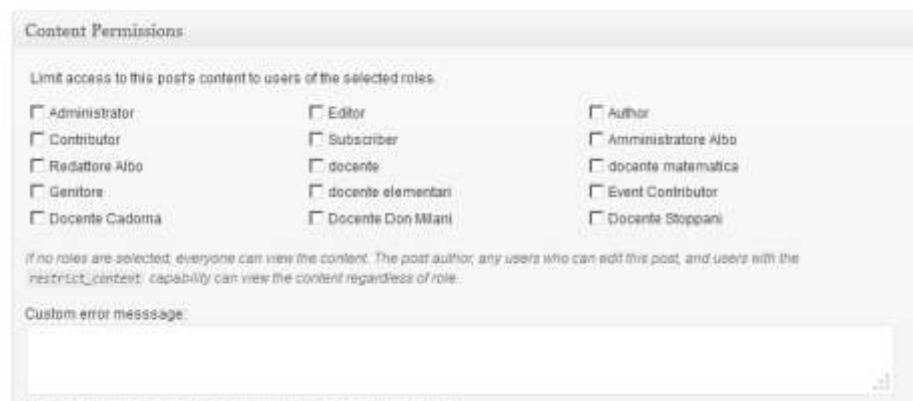 Content Permissions
Limit access to this post's content to users of the selected roles.
Administrator Editor Author
Contributor Subscriber Amministratore Albo
Redattore Albo docente docente matematica
Genitore docente elementari Event Contributor
Docente Cadorna Docente Don Milani Docente Stoppani
If no roles are selected, everyone can view the content. The post author, any users who can edit this post, and users with the
restrict_content capability can view the content regardless of role.
Custom error messsage: